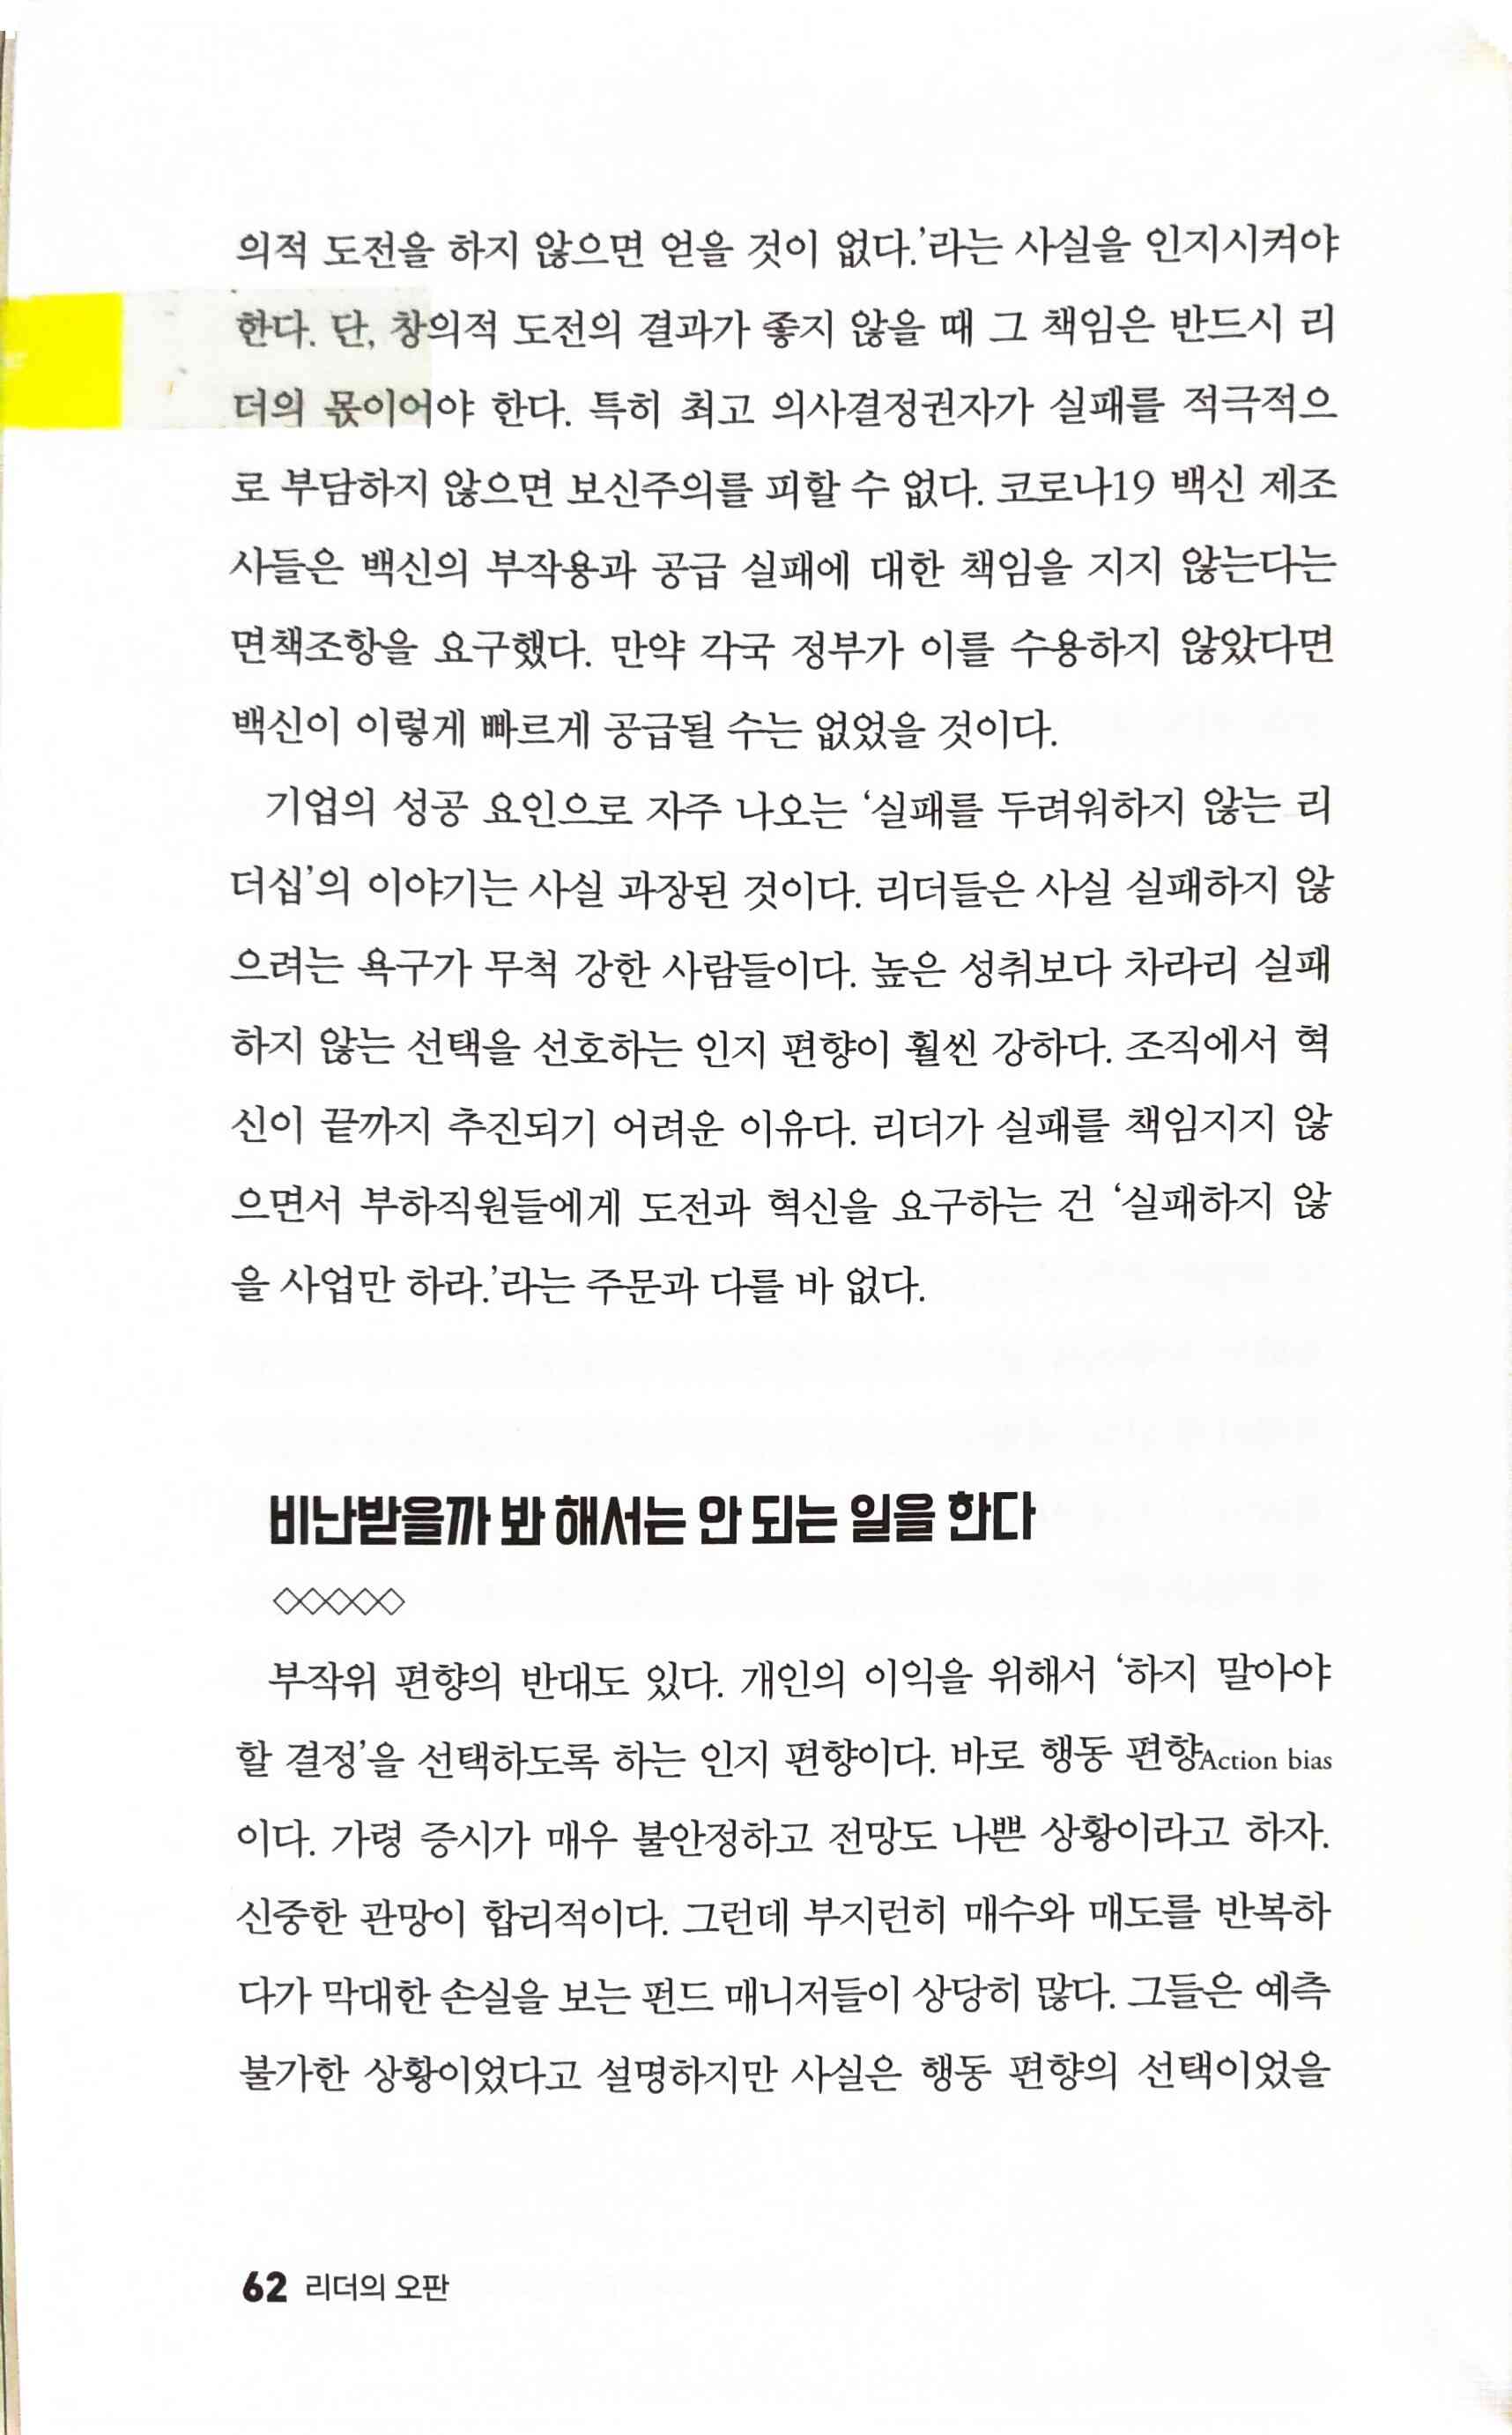 의적 도전을 하지 않으면 얻을 것이 없다.’라는 사실을 인지시켜야
한다. 단, 창의적 도전의 결과가 좋지 않을 때 그 책임은 반드시 리
더의 몫이어야 한다. 특히 최고 의사결정권자가 실패를 적극적으
로 부담하지 않으면 보신주의를 피할 수 없다. 코로나19 백신 제조
사들은 백신의 부작용과 공급 실패에 대한 책임을 지지 않는다는
면책조항을 요구했다. 만약 각국 정부가 이를 수용하지 않았다면
백신이 이렇게 빠르게 공급될 수는 없었을 것이다.
기업의 성공 요인으로 자주 나오는 ‘실패를 두려워하지 않는 리
더십’의 이야기는 사실 과장된 것이다. 리더들은 사실 실패하지 않
으려는 욕구가 무척 강한 사람들이다. 높은 성취보다 차라리 실패
하지 않는 선택을 선호하는 인지 편향이 훨씬 강하다. 조직에서 혁
신이 끝까지 추진되기 어려운 이유다. 리더가 실패를 책임지지 않
으면서 부하직원들에게 도전과 혁신을 요구하는 건 ‘실패하지 않
을 사업만 하라.’라는 주문과 다를 바 없다.
비난받을까 봐 해서는 안 되는 일을 한다
부작위 편향의 반대도 있다. 개인의 이익을 위해서 ‘하지 말아야
할 결정’을 선택하도록 하는 인지 편향이다. 바로 행동 편향Action bias
이다. 가령 증시가 매우 불안정하고 전망도 나쁜 상황이라고 하자.
신중한 관망이 합리적이다. 그런데 부지런히 매수와 매도를 반복하
다가 막대한 손실을 보는 펀드 매니저들이 상당히 많다. 그들은 예측
불가한 상황이었다고 설명하지만 사실은 행동 편향의 선택이었을
62 리더의 오판